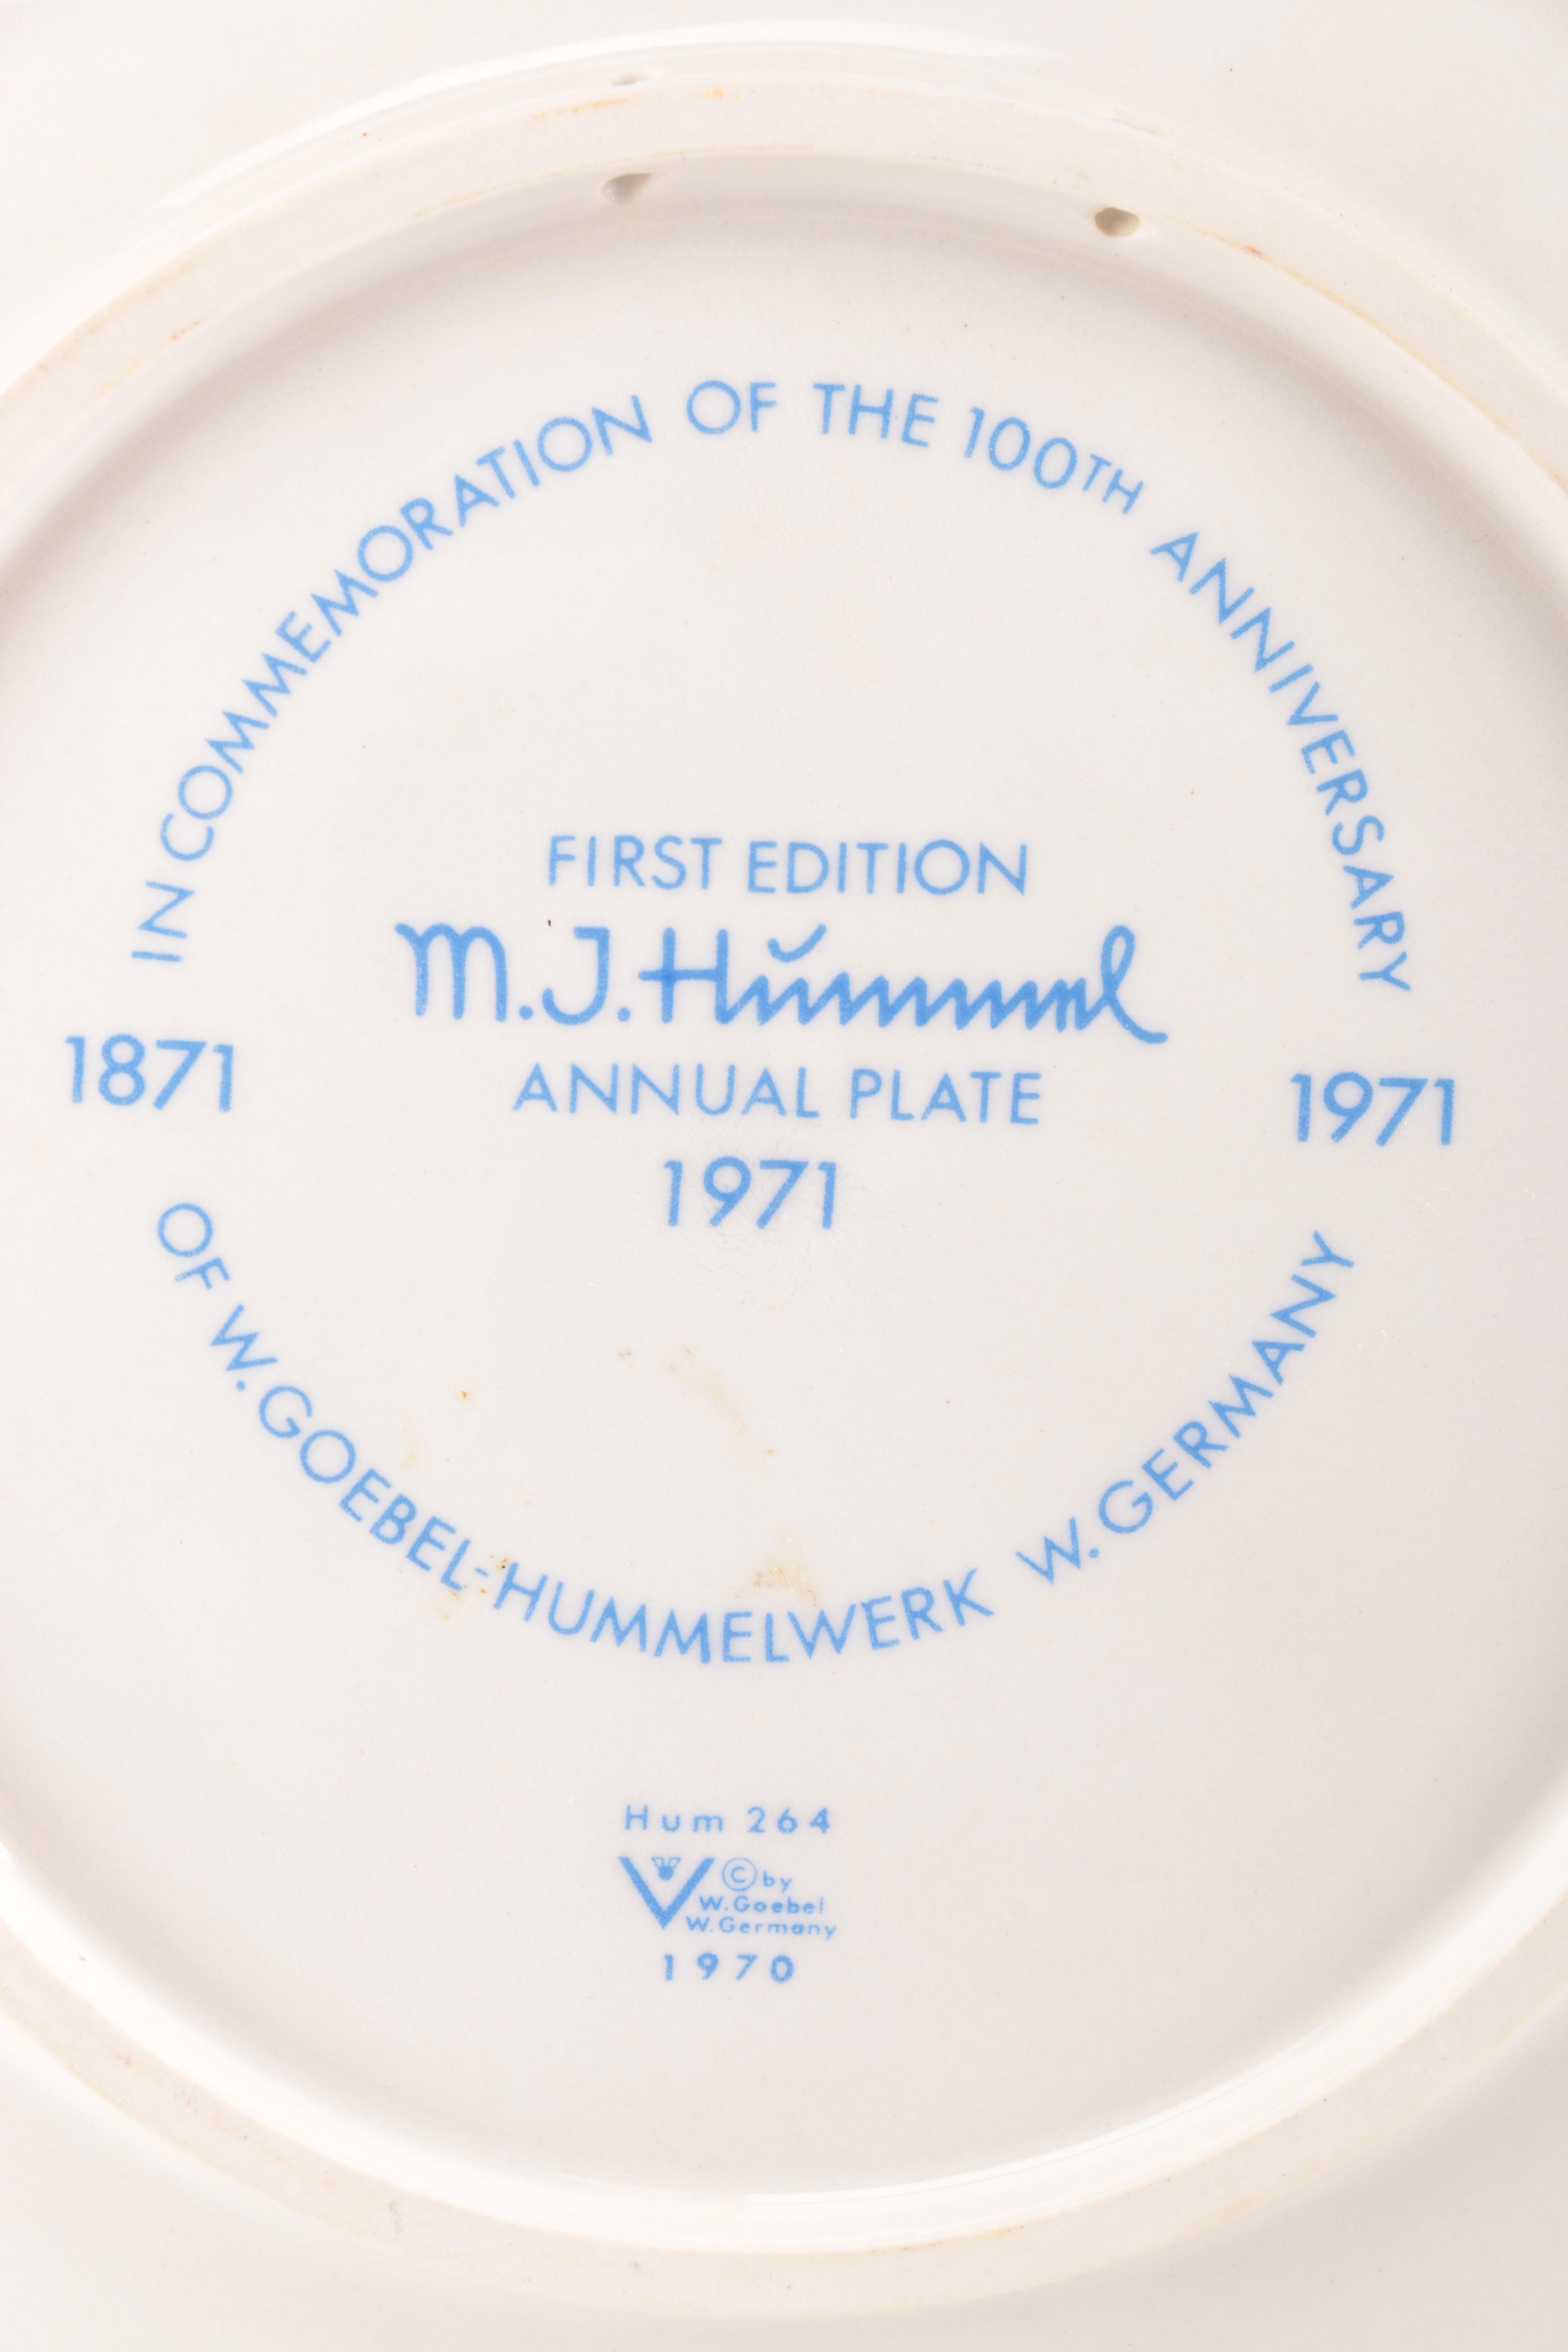 IN COMMEMORATION OF THE 100TH ANNIVERSARY
FIRST EDITION
M.J.Hŭmmel
ANNUAL PLATE
1971
1871
1971
OF W. GOEBEL-HUMMELWERK W. GERMANY
Hum 264
© by
W. Goebel
W. Germany
1970